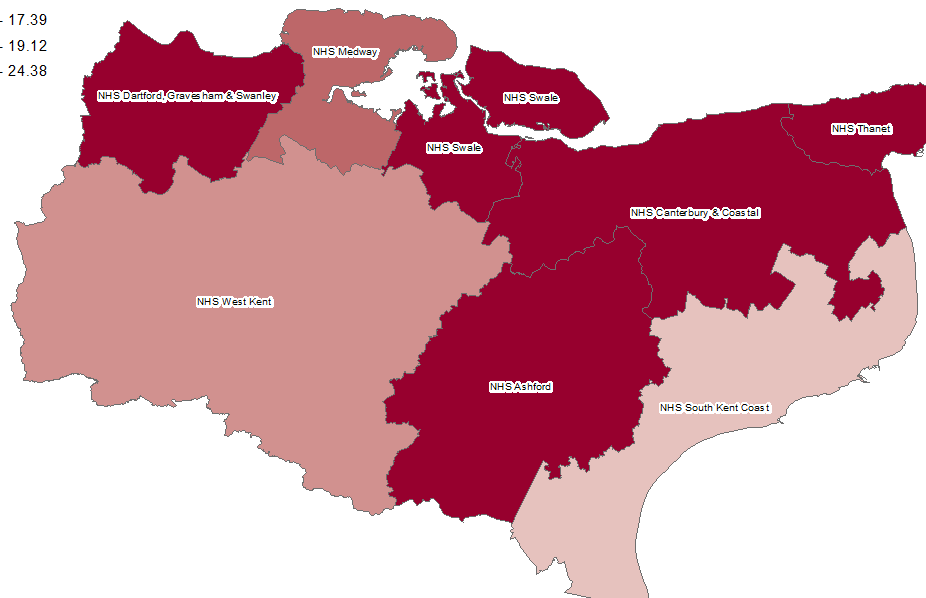 - 17.39
- 19.12
- 24.38
NHS Medway
NHS Dartford, Gravesham & Swanley
NHS Swale
NHS Thanet
NHS Swale
NHS Canterbury & Coastal
NHS West Kent
NHS Ashford
NHS South Kent Coast